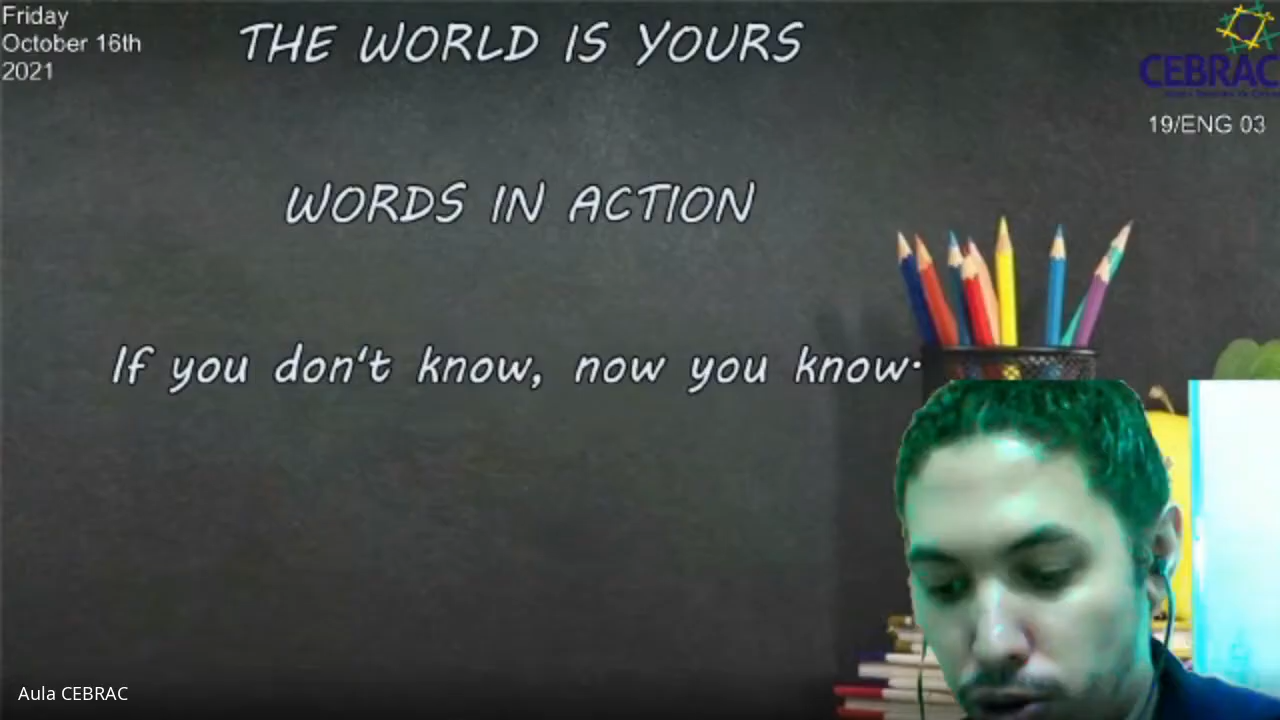 Friday
October 16th
2021
THE WORLD IS YOURS
CEBRAC
19/ENG 03
WORDS IN ACTION
If you don't know, now you know.
Aula CEBRAC